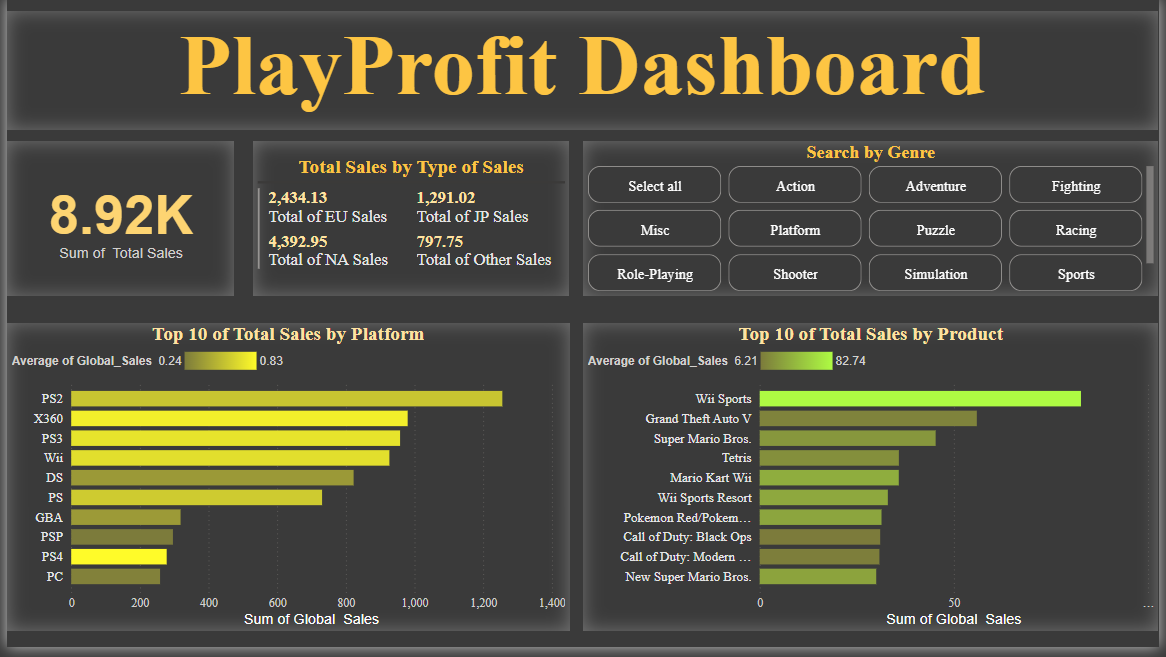 PlayProfit Dashboard
8.92K
Sum of Total Sales
Total Sales by Type of Sales
2,434.13
Total of EU Sales
1,291.02
Total of JP Sales
4,392.95
Total of NA Sales
797.75
Total of Other Sales
Search by Genre
Select all
Action
Adventure
Fighting
Misc
Platform
Puzzle
Racing
Role-Playing
Shooter
Simulation
Sports
Top 10 of Total Sales by Platform
Average of Global_Sales 0.24 0.83
PS2
X360
PS3
Wii
DS
PS
GBA
PSP
PS4
PC
0 200 400 600 800 1,000 1,200 1,400
Sum of Global Sales
Top 10 of Total Sales by Product
Average of Global_Sales 6.21 82.74
Wii Sports
Grand Theft Auto V
Super Mario Bros.
Tetris
Mario Kart Wii
Wii Sports Resort
Pokemon Red/Pokem…
Call of Duty: Black Ops
Call of Duty: Modern …
New Super Mario Bros.
0 50 …
Sum of Global Sales